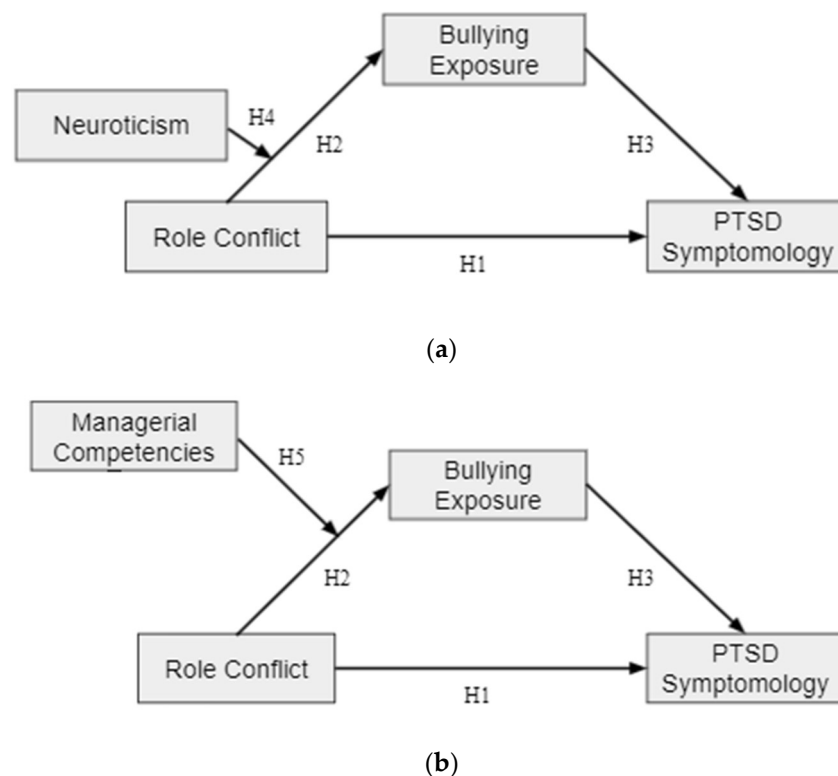 Bullying
Exposure
Neuroticism
H4
H2
H3
Role Conflict
PTSD
Symptomology
H1
(a)
Managerial
Competencies
H5
Bullying
Exposure
H2
H3
Role Conflict
PTSD
Symptomology
H1
(b)